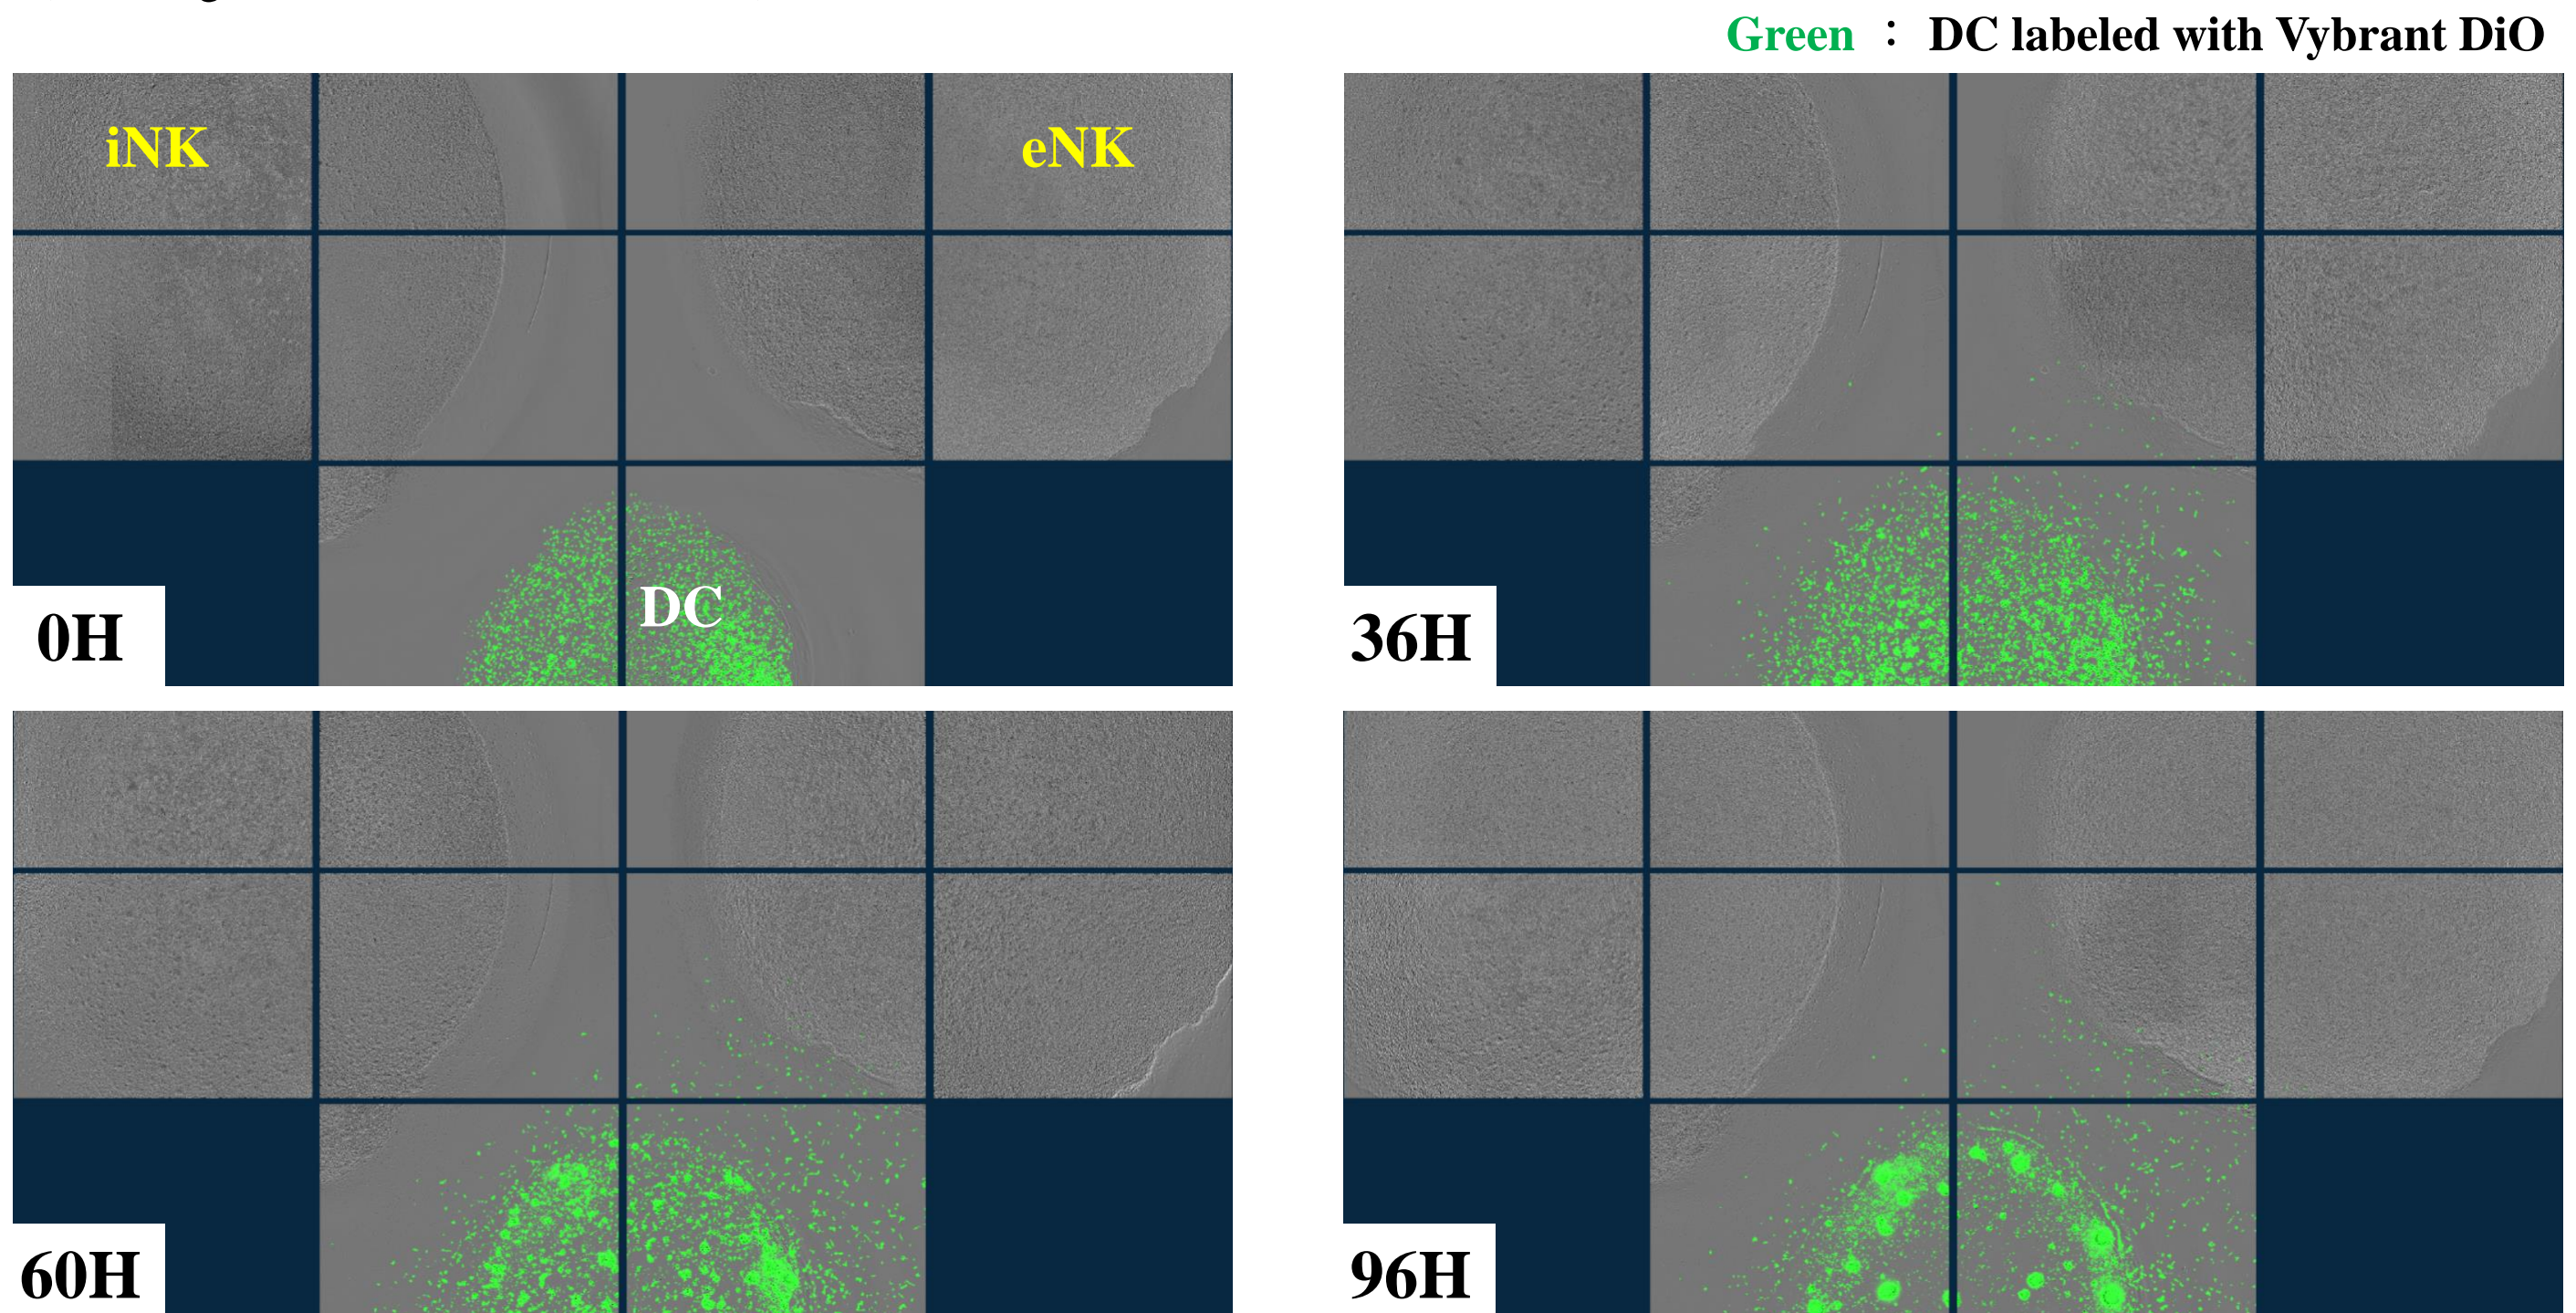 Green : DC labeled with Vybrant DiO
iNK
eNK
DC
0H
36H
60H
96H